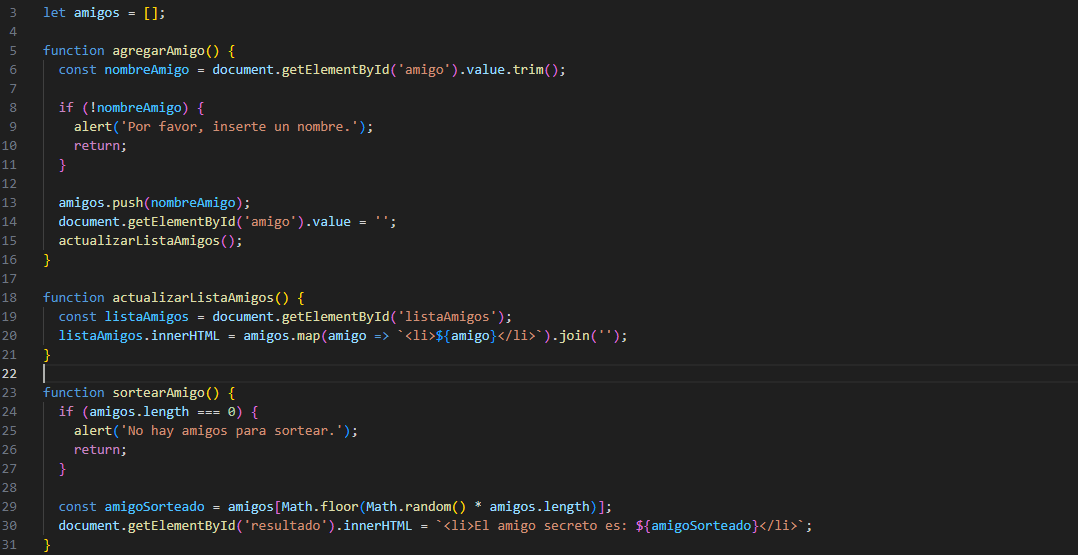 3 let amigos = [];
4
5 function agregarAmigo() {
6 const nombreAmigo = document.getElementById('amigo').value.trim();
7
8 if (!nombreAmigo) {
9 alert('Por favor, inserte un nombre.');
10 return;
11 }
12
13 amigos.push(nombreAmigo);
14 document.getElementById('amigo').value = '';
15 actualizarListaAmigos();
16 }
17
18 function actualizarListaAmigos() {
19 const listaAmigos = document.getElementById('listaAmigos');
20 listaAmigos.innerHTML = amigos.map(amigo => `<li>${amigo}</li>`).join('');
21 }
22
23 function sortearAmigo() {
24 if (amigos.length === 0) {
25 alert('No hay amigos para sortear.');
26 return;
27 }
28
29 const amigoSorteado = amigos[Math.floor(Math.random() * amigos.length)];
30 document.getElementById('resultado').innerHTML = `<li>El amigo secreto es: ${amigoSorteado}</li>`;
31 }